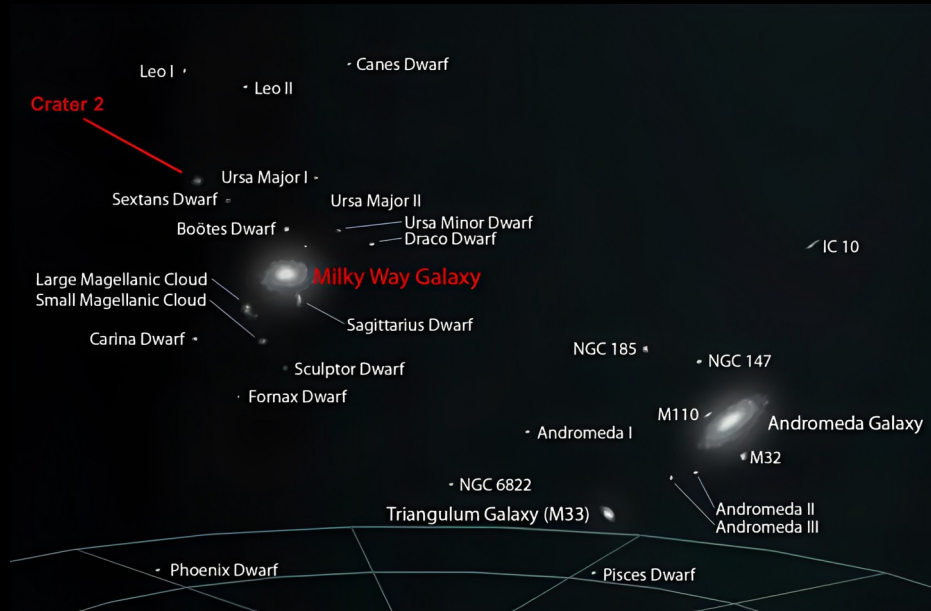 Canes Dwarf
Leo I
Leo II
Crater 2
Ursa Major I
Sextans Dwarf
Ursa Major II
Ursa Minor Dwarf
Boötes Dwarf
Draco Dwarf
IC 10
Milky Way Galaxy
Large Magellanic Cloud
Small Magellanic Cloud
Sagittarius Dwarf
Carina Dwarf
NGC 185
NGC 147
Sculptor Dwarf
Fornax Dwarf
M110
Andromeda Galaxy
Andromeda I
M32
NGC 6822
Andromeda II
Triangulum Galaxy (M33)
Andromeda III
Phoenix Dwarf
Pisces Dwarf